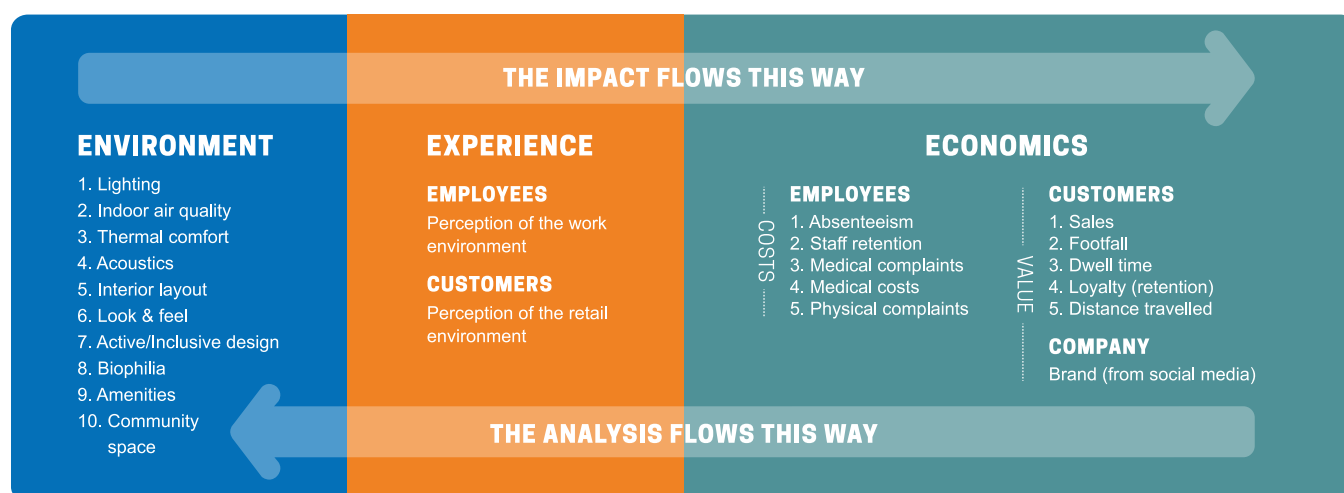 THE IMPACT FLOWS THIS WAY
ENVIRONMENT
1. Lighting
2. Indoor air quality
3. Thermal comfort
4. Acoustics
5. Interior layout
6. Look & feel
7. Active/Inclusive design
8. Biophilia
9. Amenities
10. Community
space
EXPERIENCE
EMPLOYEES
Perception of the work
environment
CUSTOMERS
Perception of the retail
environment
ECONOMICS
COSTS
EMPLOYEES
1. Absenteeism
2. Staff retention
3. Medical complaints
4. Medical costs
5. Physical complaints
VALUE
CUSTOMERS
1. Sales
2. Footfall
3. Dwell time
4. Loyalty (retention)
5. Distance travelled
COMPANY
Brand (from social media)
THE ANALYSIS FLOWS THIS WAY